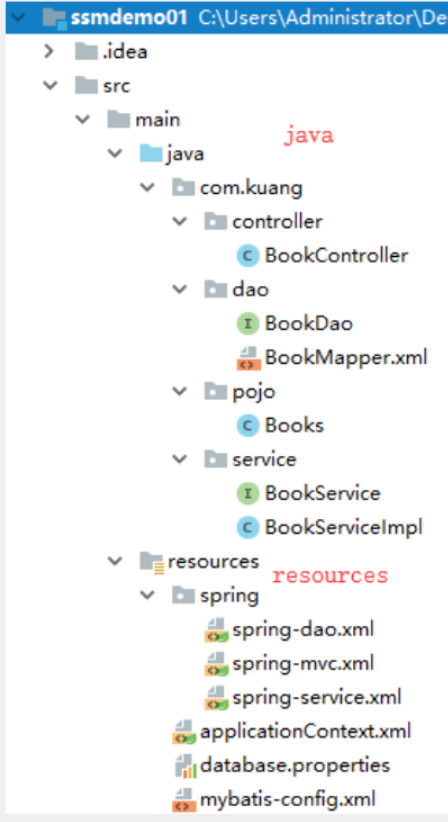 ssmdemo01 C:\Users\Administrator\De
.idea
src
main
java
java
com.kuang
controller
BookController
dao
BookDao
BookMapper.xml
pojo
Books
service
BookService
BookServiceImpl
resources
resources
spring
spring-dao.xml
spring-mvc.xml
spring-service.xml
applicationContext.xml
database.properties
mybatis-config.xml